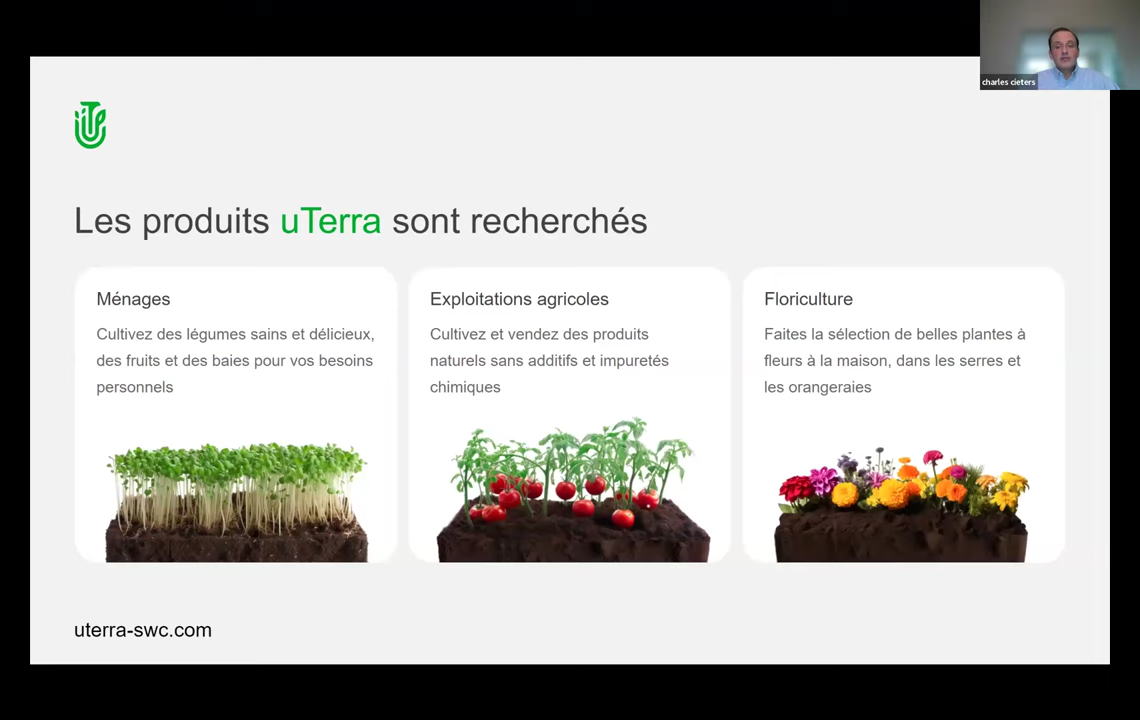 charles cieters
Les produits uTerra sont recherchés
Ménages
Cultivez des légumes sains et délicieux,
des fruits et des baies pour vos besoins
personnels
Exploitations agricoles
Cultivez et vendez des produits
naturels sans additifs et impuretés
chimiques
Floriculture
Faites la sélection de belles plantes à
fleurs à la maison, dans les serres et
les orangeraies
uterra-swc.com